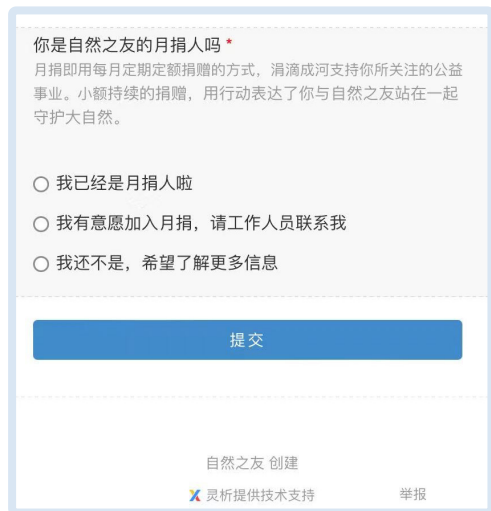 你是自然之友的月捐人吗 *
月捐即用每月定期定额捐赠的方式，涓滴成河支持你所关注的公益
事业。小额持续的捐赠，用行动表达了你与自然之友站在一起
守护大自然。
我已经是月捐人啦
我有意愿加入月捐，请工作人员联系我
我还不是，希望了解更多信息
提交
自然之友 创建
灵析提供技术支持
举报